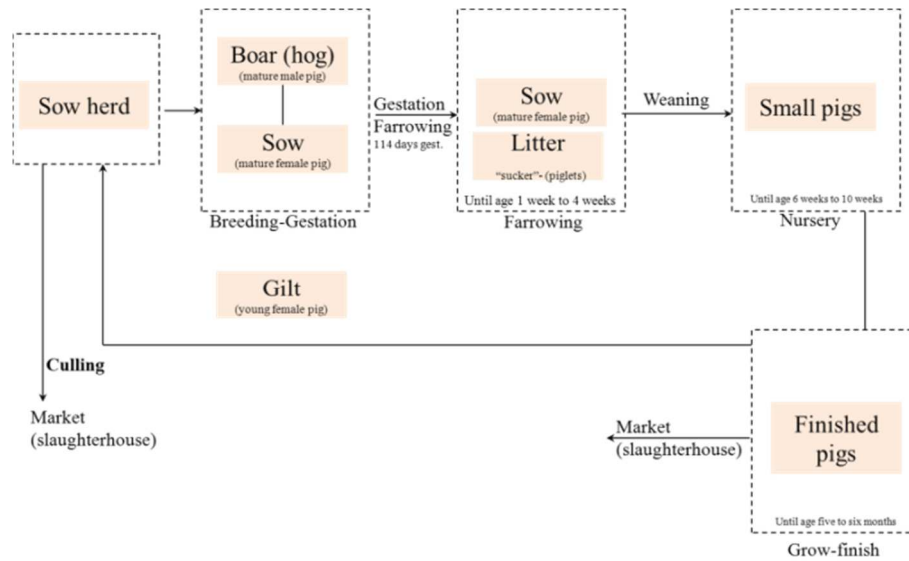 Sow herd
Boar (hog)
(mature male pig)
Sow
(mature female pig)
Breeding-Gestation
Gestation
Farrowing
114 days gest.
Sow
(mature female pig)
Litter
“sucker”- (piglets)
Until age 1 week to 4 weeks
Farrowing
Weaning
Small pigs
Until age 6 weeks to 10 weeks
Nursery
Gilt
(young female pig)
Culling
Market
(slaughterhouse)
Market
(slaughterhouse)
Finished
pigs
Until age five to six months
Grow-finish